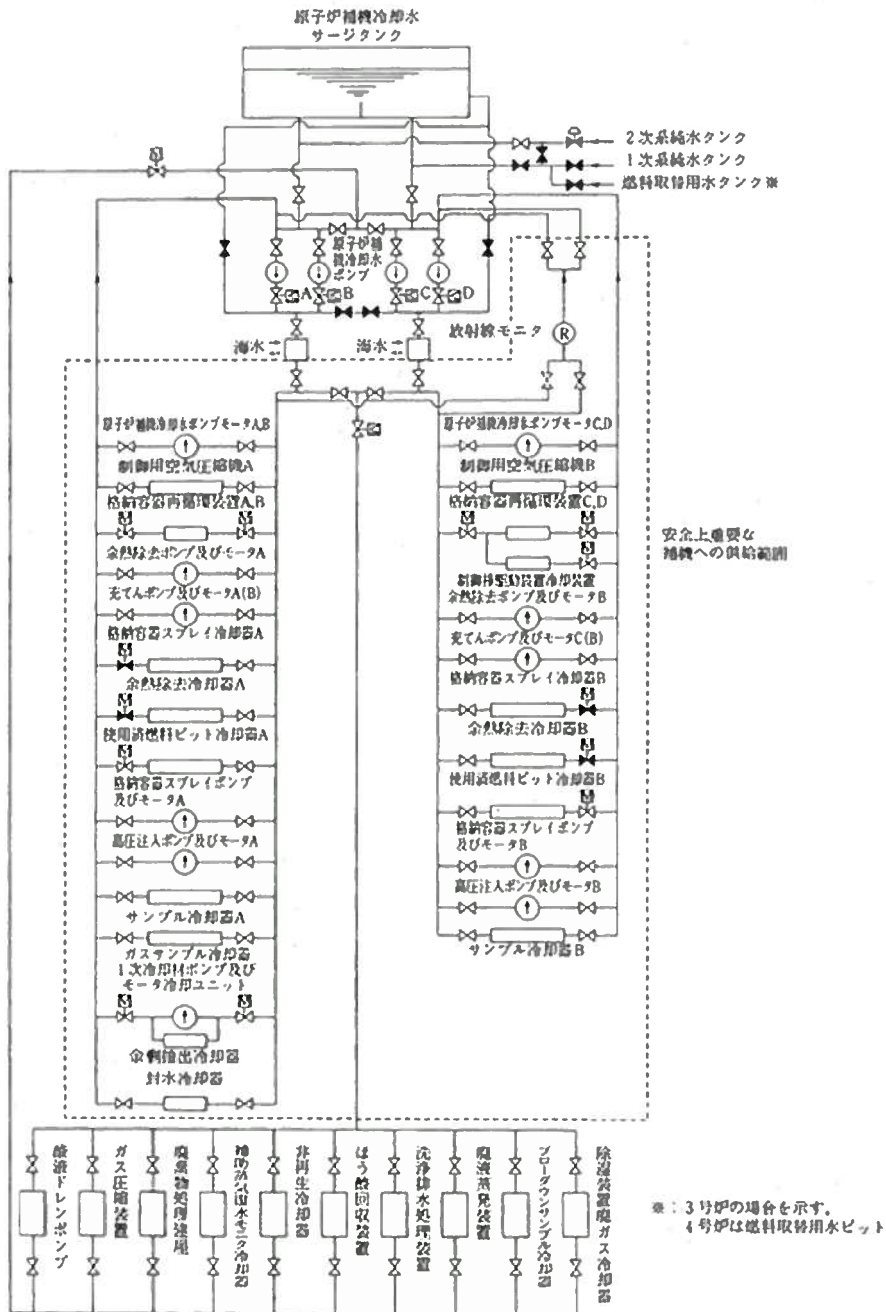 原子炉補機冷却水
サージタンク
2次系純水タンク
1次系純水タンク
燃料取替用水タンク※
原子炉補
機冷却水
ポンプ
A
B
C
D
放射線モニタ
R
海水
海水
原子炉補機冷却水ポンプモータA,B
制御用空気圧縮機A
格納容器再循環装置A,B
余熱除去ポンプ及びモータA
充てんポンプ及びモータA(B)
格納容器スプレイ冷却器A
余熱除去冷却器A
使用済燃料ピット冷却器A
格納容器スプレイポンプ
及びモータA
高圧注入ポンプ及びモータA
サンプル冷却器A
ガスサンプル冷却器
1次冷却材ポンプ及び
モータ冷却ユニット
余剰抽出冷却器
封水冷却器
原子炉補機冷却水ポンプモータC,D
制御用空気圧縮機B
格納容器再循環装置C,D
制御棒駆動装置冷却装置
余熱除去ポンプ及びモータB
充てんポンプ及びモータC(B)
格納容器スプレイ冷却器B
余熱除去冷却器B
使用済燃料ピット冷却器B
格納容器スプレイポンプ
及びモータB
高圧注入ポンプ及びモータB
サンプル冷却器B
安全上重要な
補機への供給範囲
酸液ドレンポンプ
ガス圧縮装置
廃棄物処理建屋
補助蒸気復水モニタ冷却器
非再生冷却器
ほう酸回収装置
洗浄排水処理装置
廃液蒸発装置
ブローダウンサンプル冷却器
除湿装置廃ガス冷却器
※：3号炉の場合を示す。
4号炉は燃料取替用水ピット